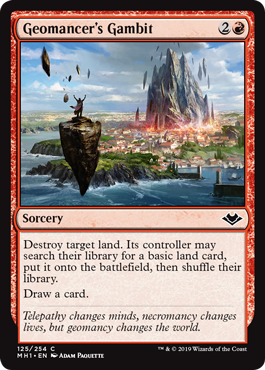 Geomancer's Gambit 2
Sorcery
Destroy target land. Its controller may
search their library for a basic land card,
put it onto the battlefield, then shuffle their
library.
Draw a card.
Telepathy changes minds, necromancy changes
lives, but geomancy changes the world.
125/254 C
MH1 • EN Adam Paquette
™ & © 2019 Wizards of the Coast